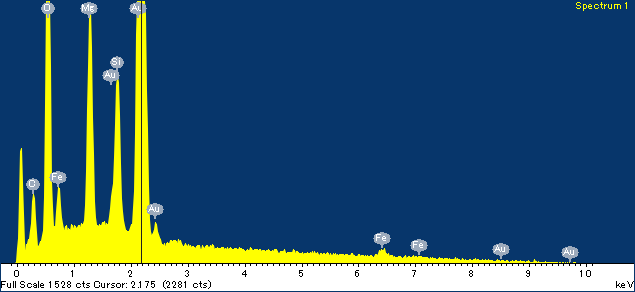 Spectrum 1
O Mg Au
Si
Au
Fe
C
Au
Fe Fe Au Au
0 1 2 3 4 5 6 7 8 9 10
Full Scale 1528 cts Cursor: 2.175 (2281 cts) keV